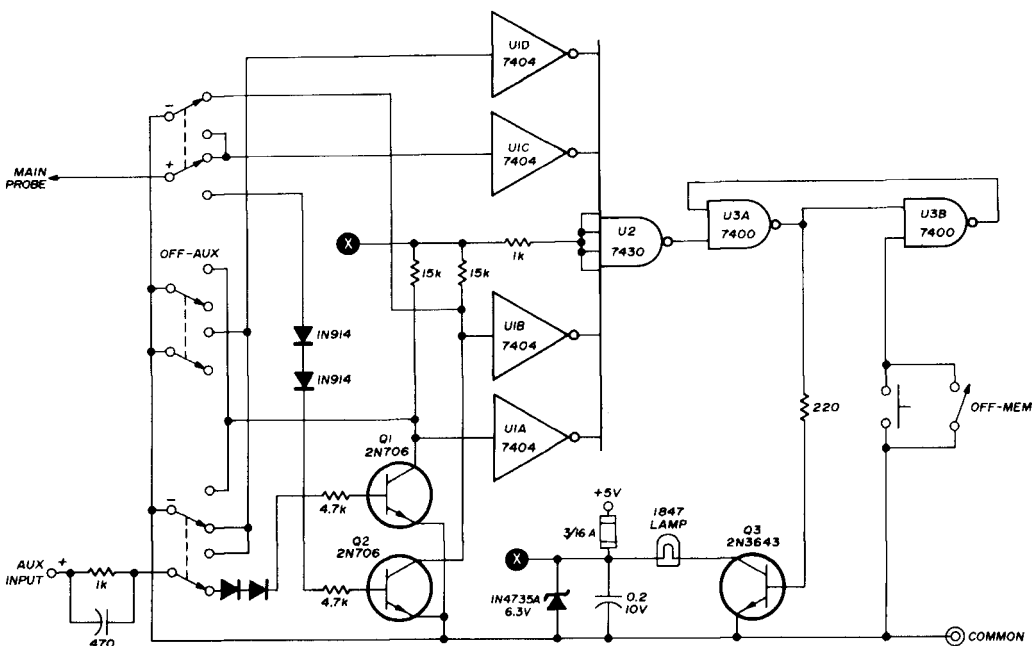 U1D
7404
−
U1C
7404
MAIN
PROBE
+
U2
7430
U3A
7400
U3B
7400
X
1k
OFF-AUX
15k
15k
U1B
7404
1N914
1N914
220
OFF-MEM
Q1
2N706
U1A
7404
4.7k
+5V
1847
LAMP
−
3/16 A
Q3
2N3643
Q2
2N706
X
AUX
INPUT
+
1k
4.7k
1N4735A
6.3V
0.2
10V
470
COMMON